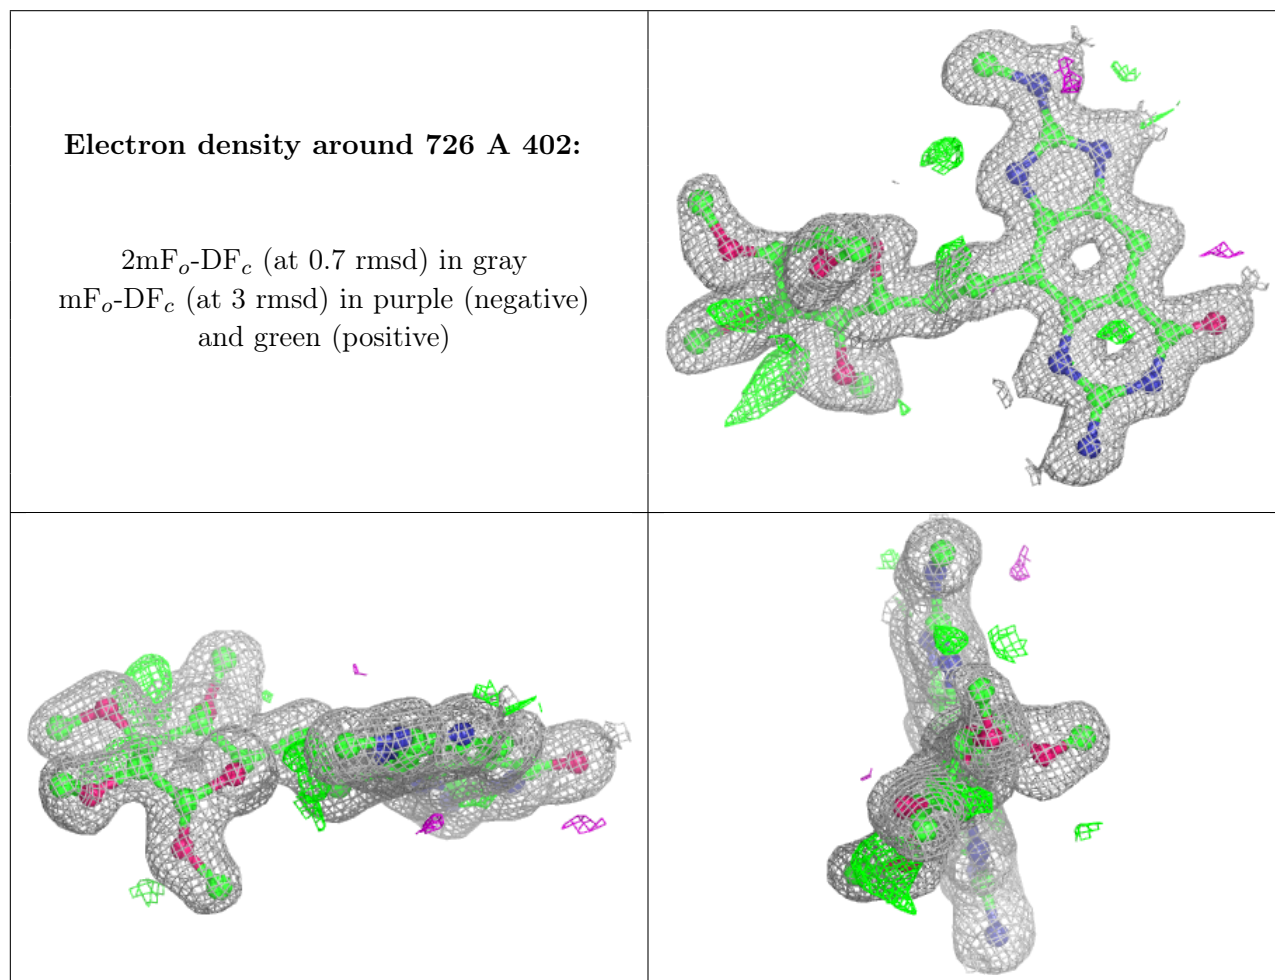 Electron density around 726 A 402:
2mFo-DFc (at 0.7 rmsd) in gray
mFo-DFc (at 3 rmsd) in purple (negative)
and green (positive)